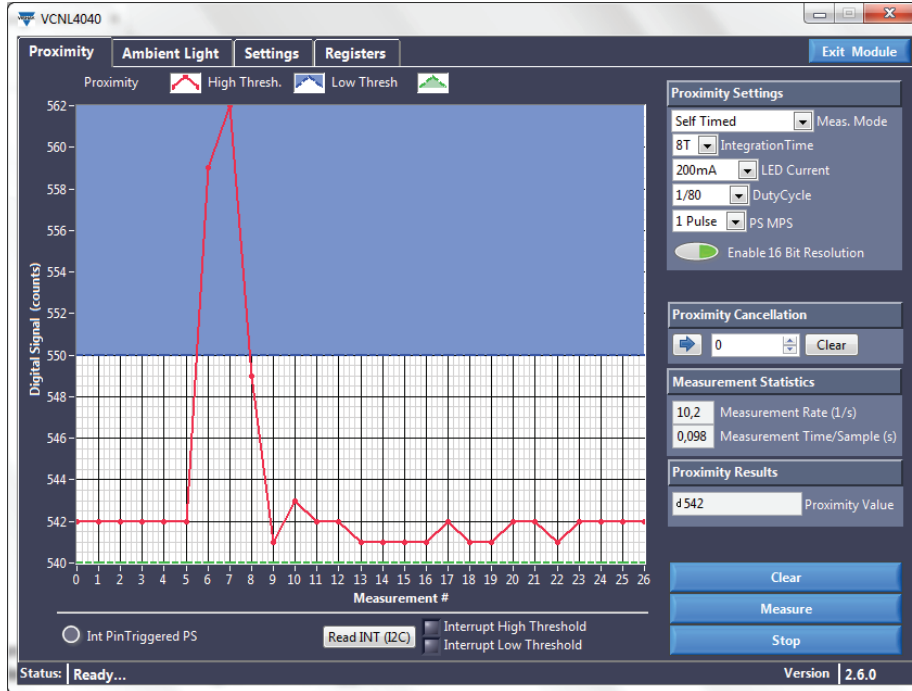 VCNL4040
Proximity Ambient Light Settings Registers Exit Module
Proximity High Thresh. Low Thresh
562
560
558
556
554
552
550
548
546
544
542
540
Digital Signal (counts)
0 1 2 3 4 5 6 7 8 9 10 11 12 13 14 15 16 17 18 19 20 21 22 23 24 25 26
Measurement #
Int PinTriggered PS
Read INT (I2C)
Interrupt High Threshold
Interrupt Low Threshold
Proximity Settings
Self Timed Meas. Mode
8T IntegrationTime
200mA LED Current
1/80 DutyCycle
1 Pulse PS MPS
Enable 16 Bit Resolution
Proximity Cancellation
0 Clear
Measurement Statistics
10,2 Measurement Rate (1/s)
0,098 Measurement Time/Sample (s)
Proximity Results
d 542 Proximity Value
Clear
Measure
Stop
Status: Ready... Version 2.6.0